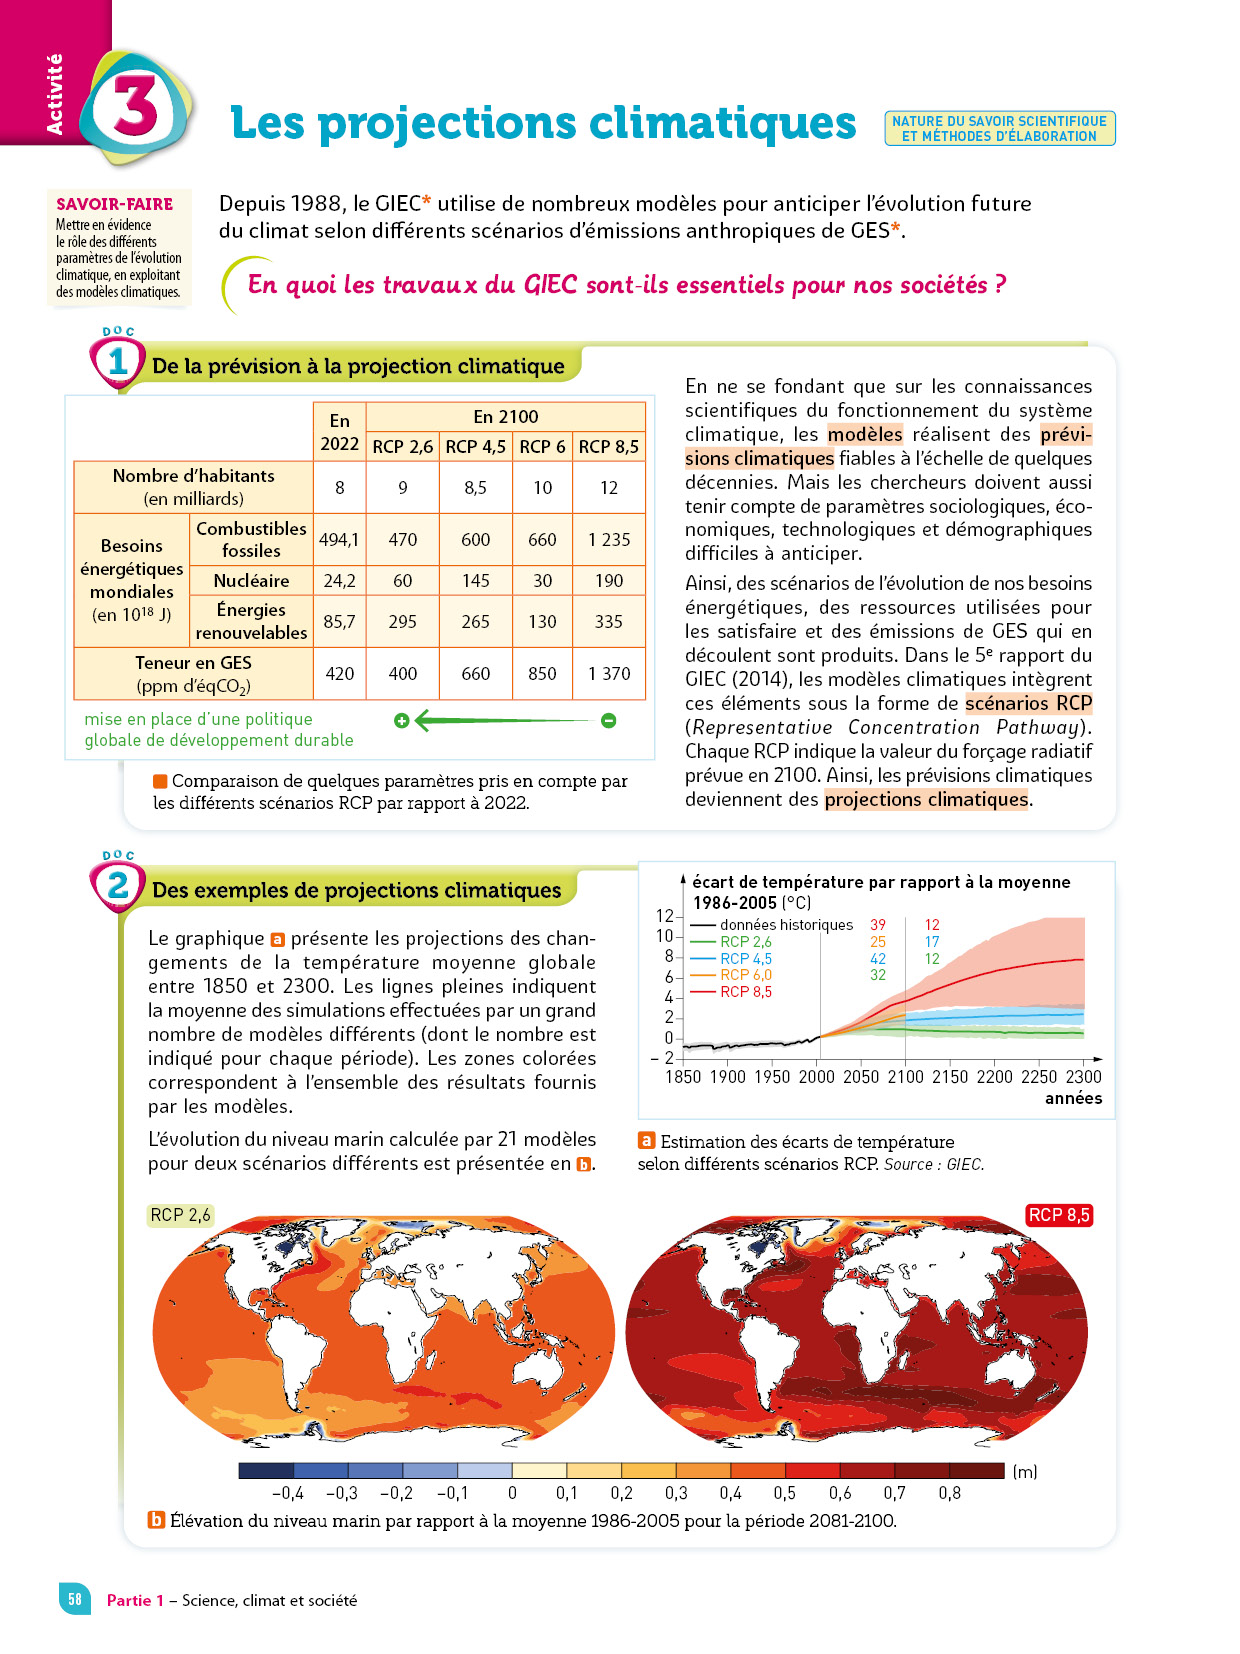 Activité
3
Les projections climatiques
NATURE DU SAVOIR SCIENTIFIQUE
ET MÉTHODES D'ÉLABORATION
SAVOIR-FAIRE
Mettre en évidence
le rôle des différents
paramètres de l'évolution
climatique, en exploitant
des modèles climatiques.
Depuis 1988, le GIEC* utilise de nombreux modèles pour anticiper l'évolution future
du climat selon différents scénarios d'émissions anthropiques de GES*.
En quoi les travaux du GIEC sont-ils essentiels pour nos sociétés ?
DOC
1
De la prévision à la projection climatique
En
2022
En 2100
RCP 2,6 RCP 4,5 RCP 6 RCP 8,5
Nombre d'habitants
(en milliards)
8 9 8,5 10 12
Besoins
énergétiques
mondiales
(en 10¹⁸ J)
Combustibles
fossiles
494,1 470 600 660 1 235
Nucléaire 24,2 60 145 30 190
Énergies
renouvelables
85,7 295 265 130 335
Teneur en GES
(ppm d'éqCO₂)
420 400 660 850 1 370
mise en place d'une politique
globale de développement durable
+ −
Comparaison de quelques paramètres pris en compte par
les différents scénarios RCP par rapport à 2022.
En ne se fondant que sur les connaissances
scientifiques du fonctionnement du système
climatique, les modèles réalisent des prévi-
sions climatiques fiables à l'échelle de quelques
décennies. Mais les chercheurs doivent aussi
tenir compte de paramètres sociologiques, éco-
nomiques, technologiques et démographiques
difficiles à anticiper.
Ainsi, des scénarios de l'évolution de nos besoins
énergétiques, des ressources utilisées pour
les satisfaire et des émissions de GES qui en
découlent sont produits. Dans le 5ᵉ rapport du
GIEC (2014), les modèles climatiques intègrent
ces éléments sous la forme de scénarios RCP
(Representative Concentration Pathway).
Chaque RCP indique la valeur du forçage radiatif
prévue en 2100. Ainsi, les prévisions climatiques
deviennent des projections climatiques.
DOC
2
Des exemples de projections climatiques
Le graphique a présente les projections des chan-
gements de la température moyenne globale
entre 1850 et 2300. Les lignes pleines indiquent
la moyenne des simulations effectuées par un grand
nombre de modèles différents (dont le nombre est
indiqué pour chaque période). Les zones colorées
correspondent à l'ensemble des résultats fournis
par les modèles.
L'évolution du niveau marin calculée par 21 modèles
pour deux scénarios différents est présentée en b.
écart de température par rapport à la moyenne
1986-2005 (°C)
12
10
8
6
4
2
0
– 2
données historiques 39 12
RCP 2,6 25 17
RCP 4,5 42 12
RCP 6,0 32
RCP 8,5
1850 1900 1950 2000 2050 2100 2150 2200 2250 2300
années
a Estimation des écarts de température
selon différents scénarios RCP. Source : GIEC.
RCP 2,6
RCP 8,5
(m)
−0,4 −0,3 −0,2 −0,1 0 0,1 0,2 0,3 0,4 0,5 0,6 0,7 0,8
b Élévation du niveau marin par rapport à la moyenne 1986-2005 pour la période 2081-2100.
58
Partie 1 – Science, climat et société